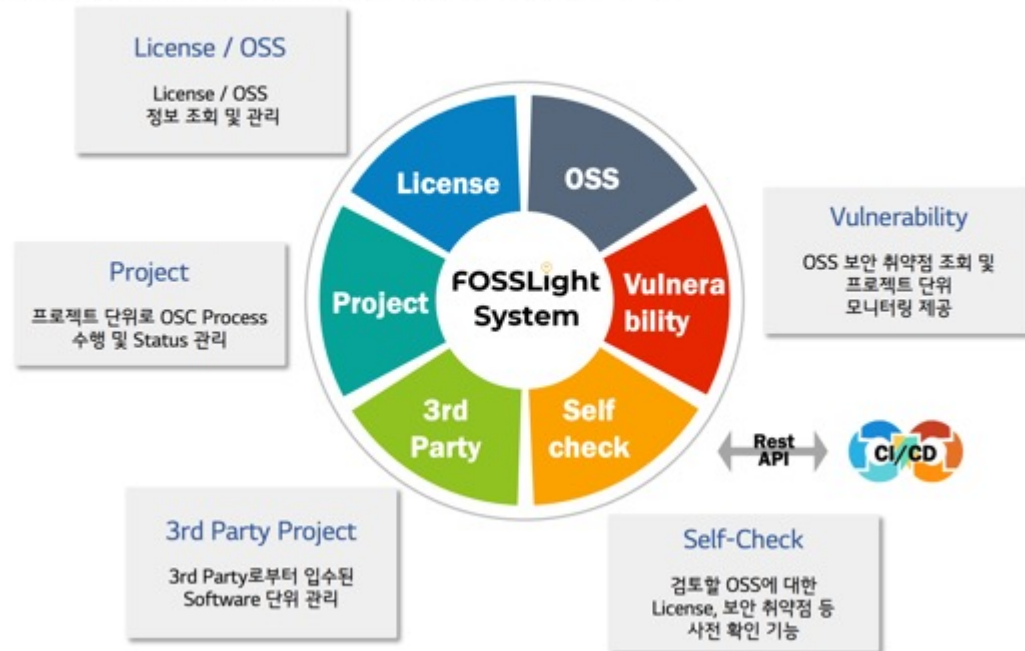 License / OSS
License / OSS
정보 조회 및 관리
License
OSS
Vulnerability
OSS 보안 취약점 조회 및
프로젝트 단위
모니터링 제공
Project
프로젝트 단위로 OSC Process
수행 및 Status 관리
Project
FOSSLight
System
Vulnera
bility
3rd
Party
Self
check
Rest
API
CI/CD
3rd Party Project
3rd Party로부터 입수된
Software 단위 관리
Self-Check
검토할 OSS에 대한
License, 보안 취약점 등
사전 확인 기능